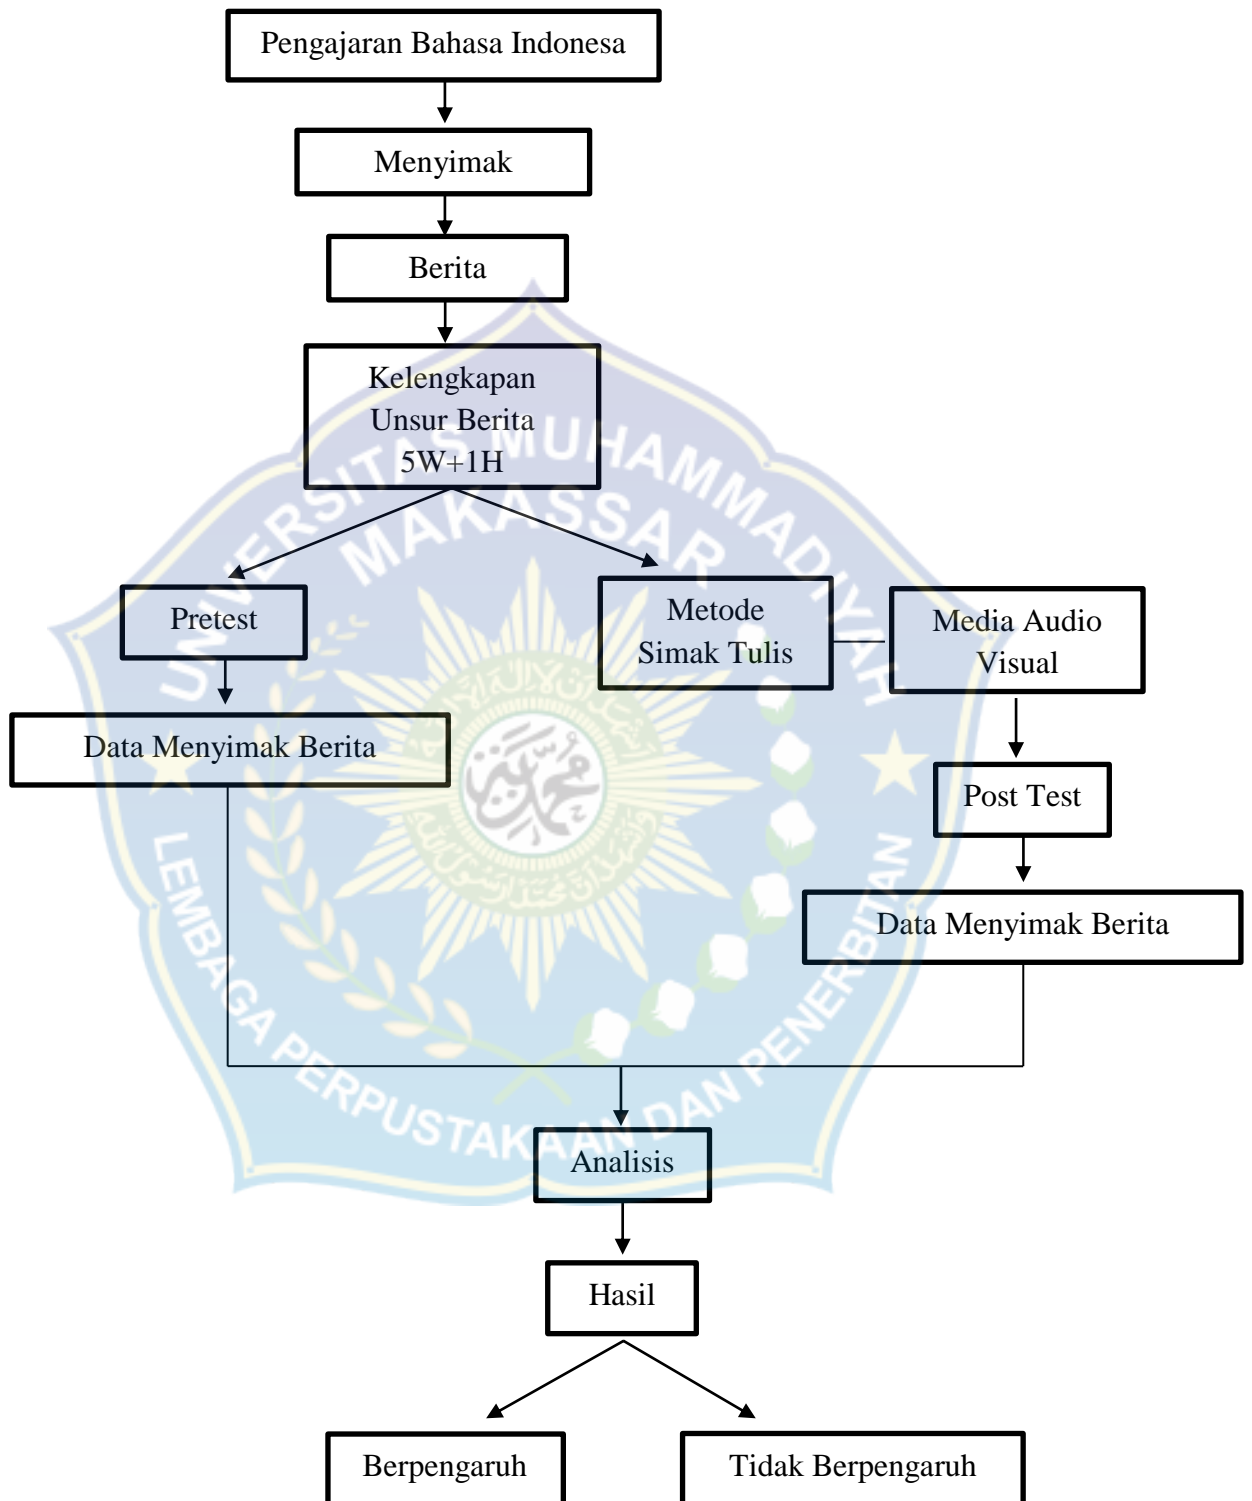 Pengajaran Bahasa Indonesa
Menyimak
Berita
Kelengkapan
Unsur Berita
5W+1H
UNIVERSITAS MUHAMMADIYAH
MAKASSAR
Pretest
Metode
Simak Tulis
Media Audio
Visual
Data Menyimak Berita
Post Test
Data Menyimak Berita
LEMBAGA PERPUSTAKAAN DAN PENERBITAN
Analisis
Hasil
Berpengaruh
Tidak Berpengaruh